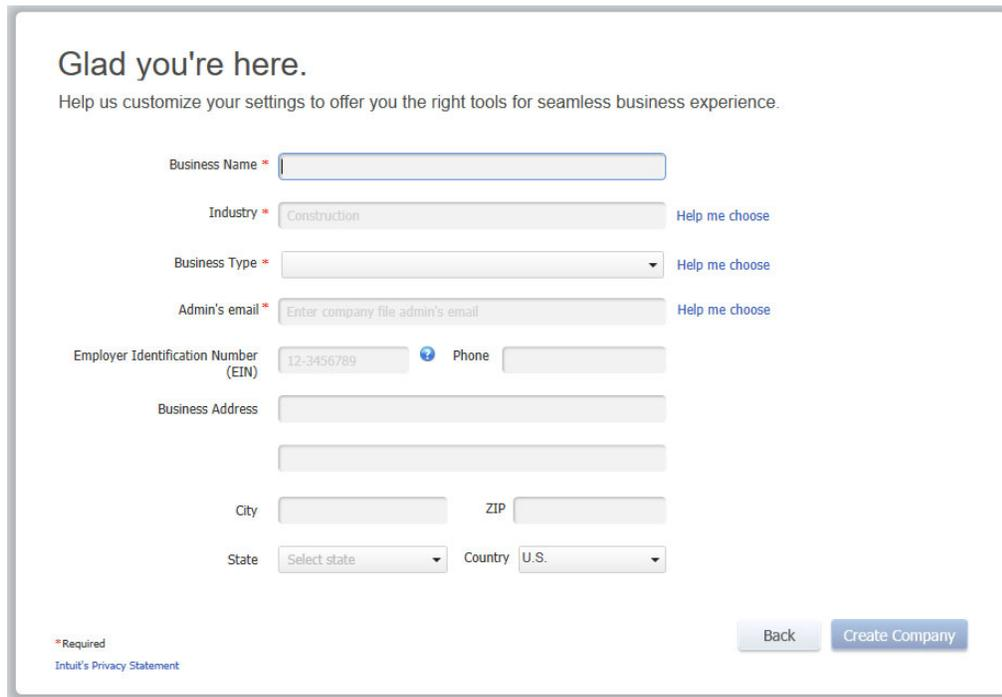 Glad you're here.
Help us customize your settings to offer you the right tools for seamless business experience.
Business Name *
Industry * Construction Help me choose
Business Type * Help me choose
Admin's email * Enter company file admin's email Help me choose
Employer Identification Number
(EIN) 12-3456789 ? Phone
Business Address
City ZIP
State Select state Country U.S.
*Required
Back Create Company
Intuit's Privacy Statement